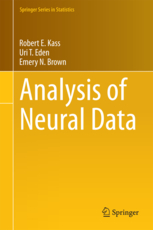 Springer Series in Statistics
Robert E. Kass
Uri T. Eden
Emery N. Brown
Analysis of
Neural Data
Springer